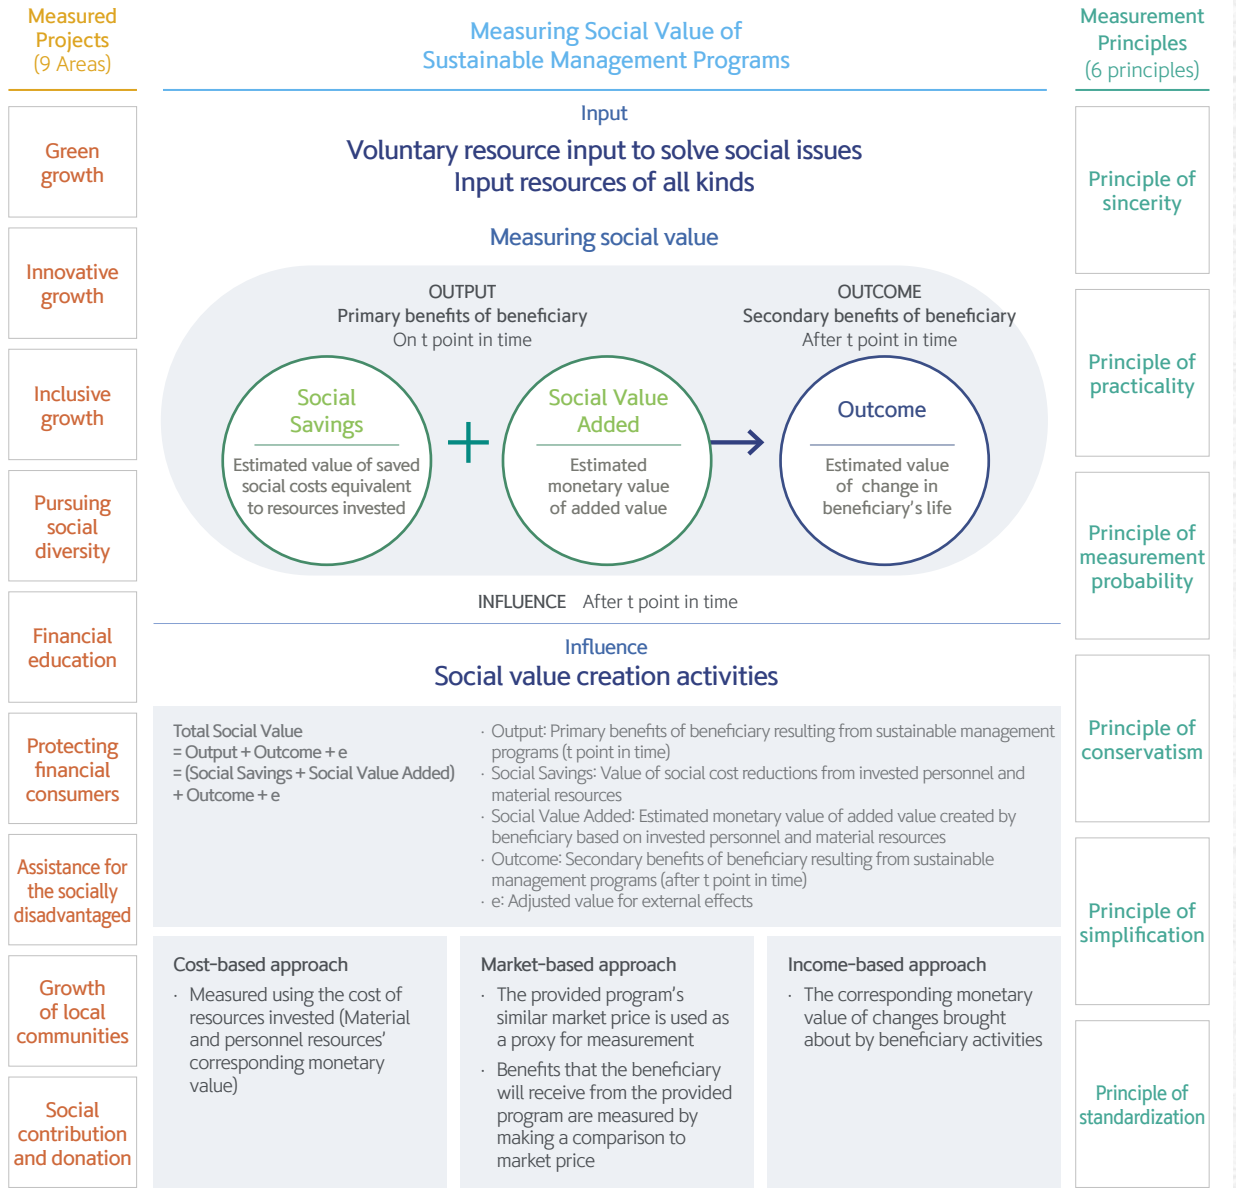 Measured
Projects
(9 Areas)
Green
growth
Innovative
growth
Inclusive
growth
Pursuing
social
diversity
Financial
education
Protecting
financial
consumers
Assistance for
the socially
disadvantaged
Growth
of local
communities
Social
contribution
and donation
Measuring Social Value of
Sustainable Management Programs
Input
Voluntary resource input to solve social issues
Input resources of all kinds
Measuring social value
OUTPUT
Primary benefits of beneficiary
On t point in time
OUTCOME
Secondary benefits of beneficiary
After t point in time
Social
Savings
Estimated value of saved
social costs equivalent
to resources invested
+
Social Value
Added
Estimated
monetary value
of added value
Outcome
Estimated value
of change in
beneficiary's life
INFLUENCE After t point in time
Influence
Social value creation activities
Total Social Value
= Output + Outcome + e
= (Social Savings + Social Value Added)
+ Outcome + e
· Output: Primary benefits of beneficiary resulting from sustainable management
programs (t point in time)
· Social Savings: Value of social cost reductions from invested personnel and
material resources
· Social Value Added: Estimated monetary value of added value created by
beneficiary based on invested personnel and material resources
· Outcome: Secondary benefits of beneficiary resulting from sustainable
management programs (after t point in time)
· e: Adjusted value for external effects
Cost-based approach
· Measured using the cost of
resources invested (Material
and personnel resources'
corresponding monetary
value)
Market-based approach
· The provided program's
similar market price is used as
a proxy for measurement
· Benefits that the beneficiary
will receive from the provided
program are measured by
making a comparison to
market price
Income-based approach
· The corresponding monetary
value of changes brought
about by beneficiary activities
Measurement
Principles
(6 principles)
Principle of
sincerity
Principle of
practicality
Principle of
measurement
probability
Principle of
conservatism
Principle of
simplification
Principle of
standardization